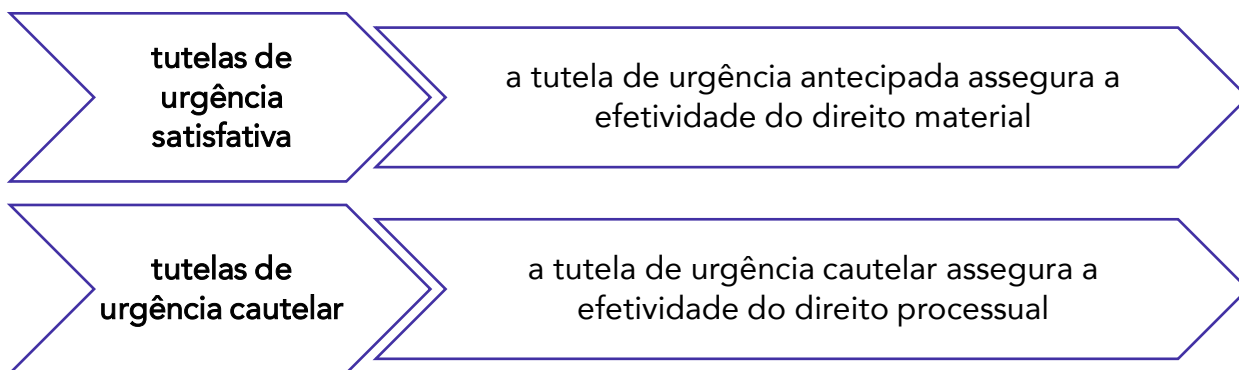 tutelas de
urgência
satisfativa
a tutela de urgência antecipada assegura a
efetividade do direito material
tutelas de
urgência cautelar
a tutela de urgência cautelar assegura a
efetividade do direito processual